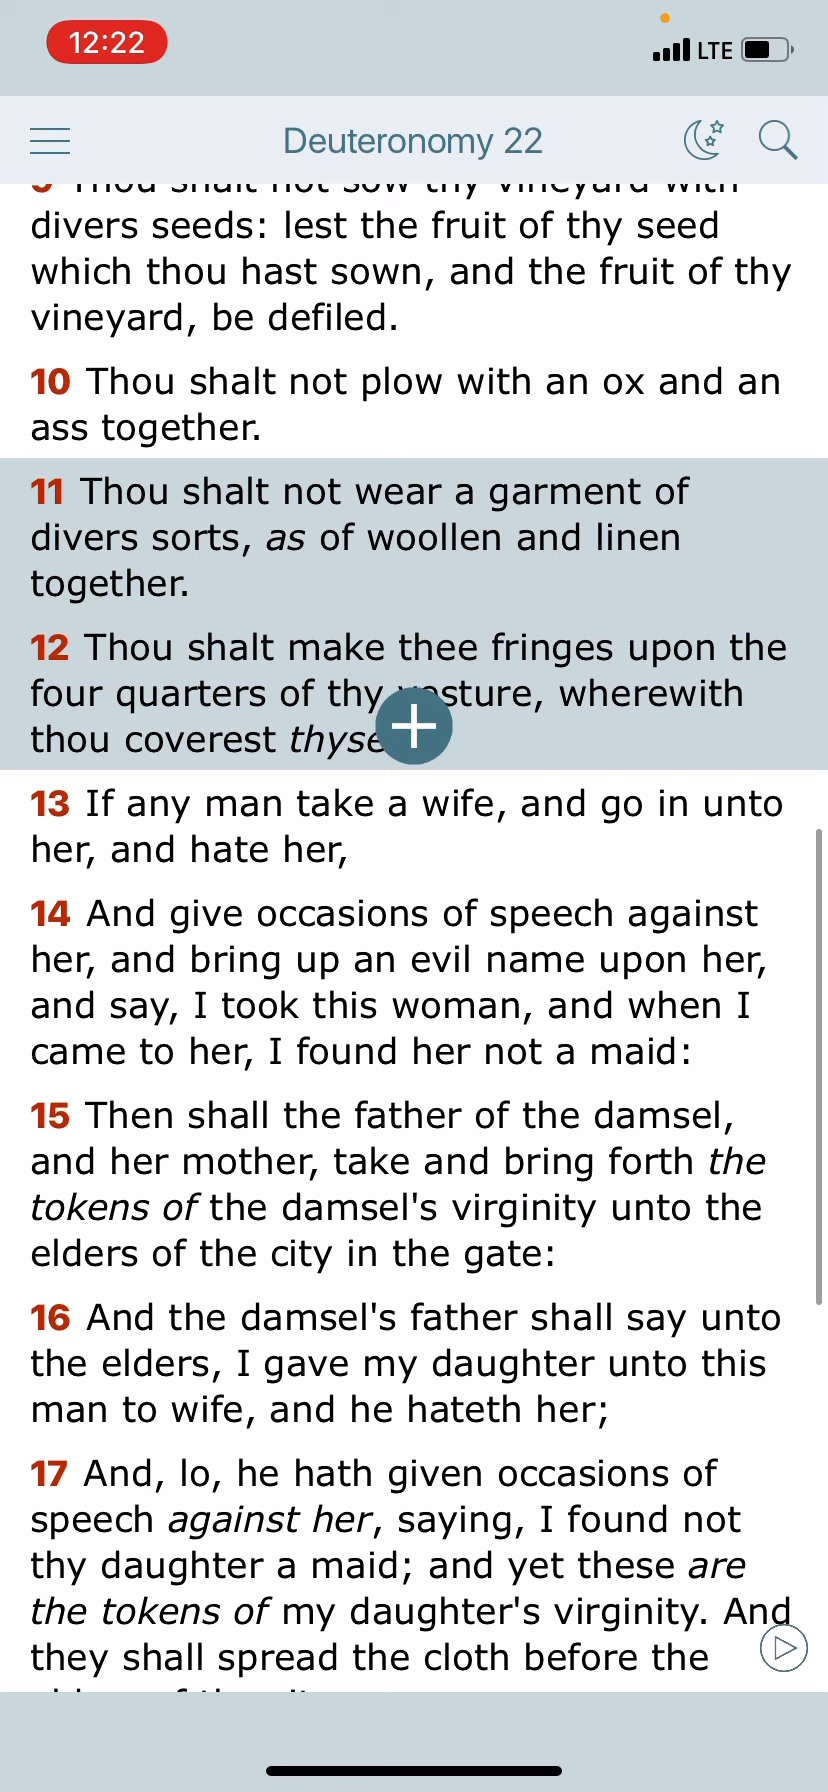 12:22
LTE
Deuteronomy 22
9 Thou shalt not sow thy vineyard with
divers seeds: lest the fruit of thy seed
which thou hast sown, and the fruit of thy
vineyard, be defiled.
10 Thou shalt not plow with an ox and an
ass together.
11 Thou shalt not wear a garment of
divers sorts, as of woollen and linen
together.
12 Thou shalt make thee fringes upon the
four quarters of thy vesture, wherewith
thou coverest
13 If any man take a wife, and go in unto
her, and hate her,
14 And give occasions of speech against
her, and bring up an evil name upon her,
and say, I took this woman, and when I
came to her, I found her not a maid:
15 Then shall the father of the damsel,
and her mother, take and bring forth the
tokens of the damsel's virginity unto the
elders of the city in the gate:
16 And the damsel's father shall say unto
the elders, I gave my daughter unto this
man to wife, and he hateth her;
17 And, lo, he hath given occasions of
speech against her, saying, I found not
thy daughter a maid; and yet these are
the tokens of my daughter's virginity. And
they shall spread the cloth before the